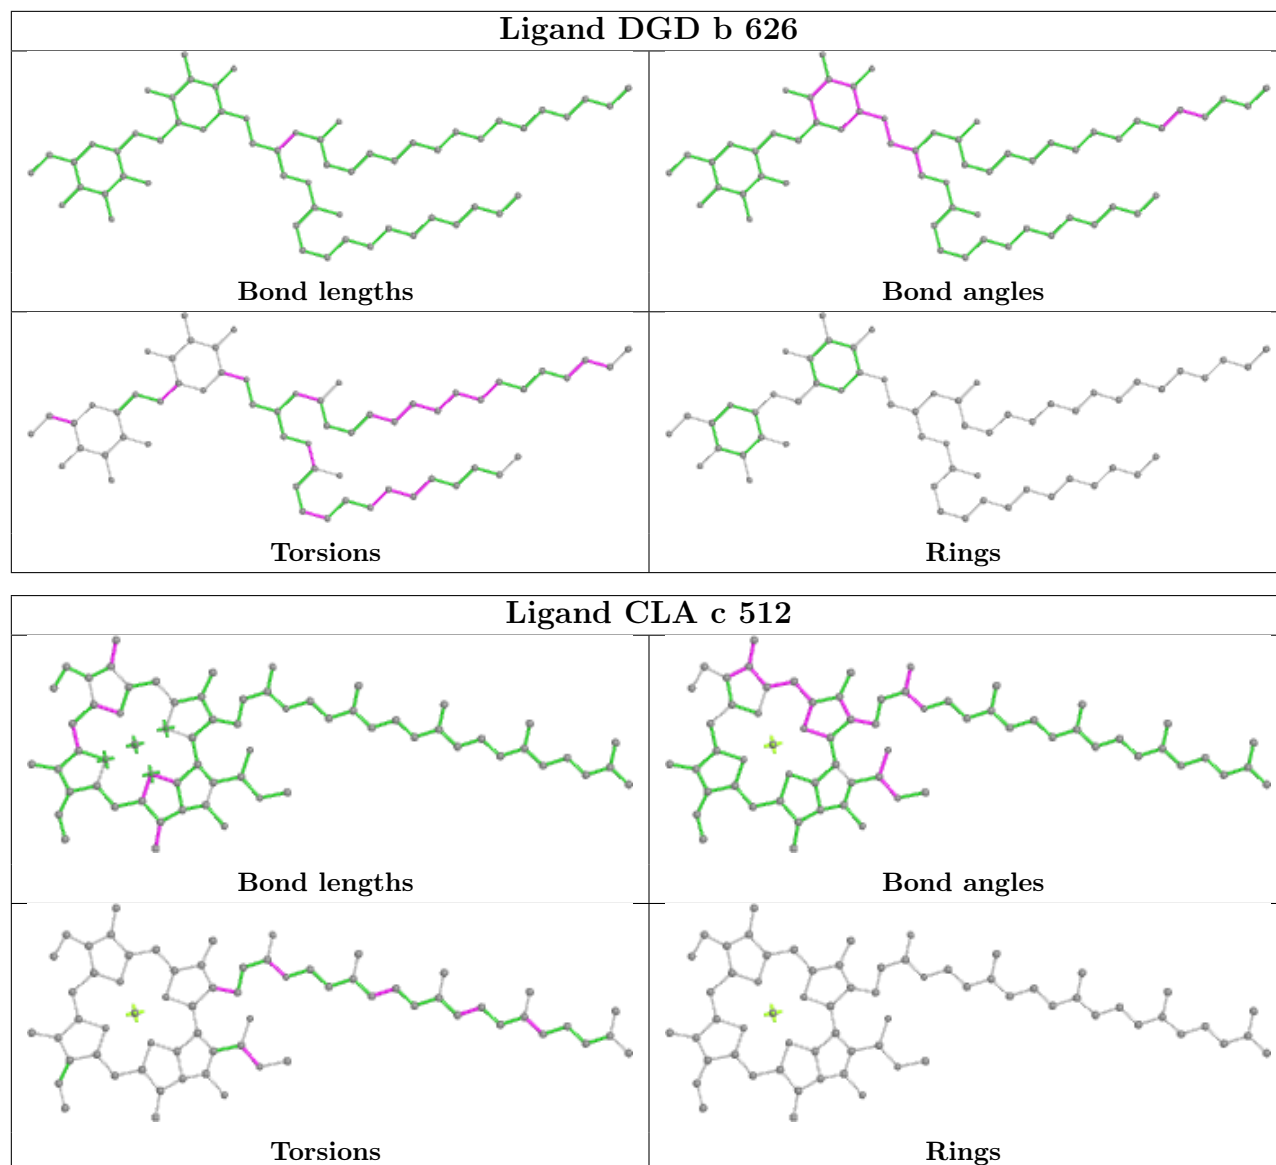 Ligand DGD b 626
Bond lengths
Bond angles
Torsions
Rings
Ligand CLA c 512
Bond lengths
Bond angles
Torsions
Rings